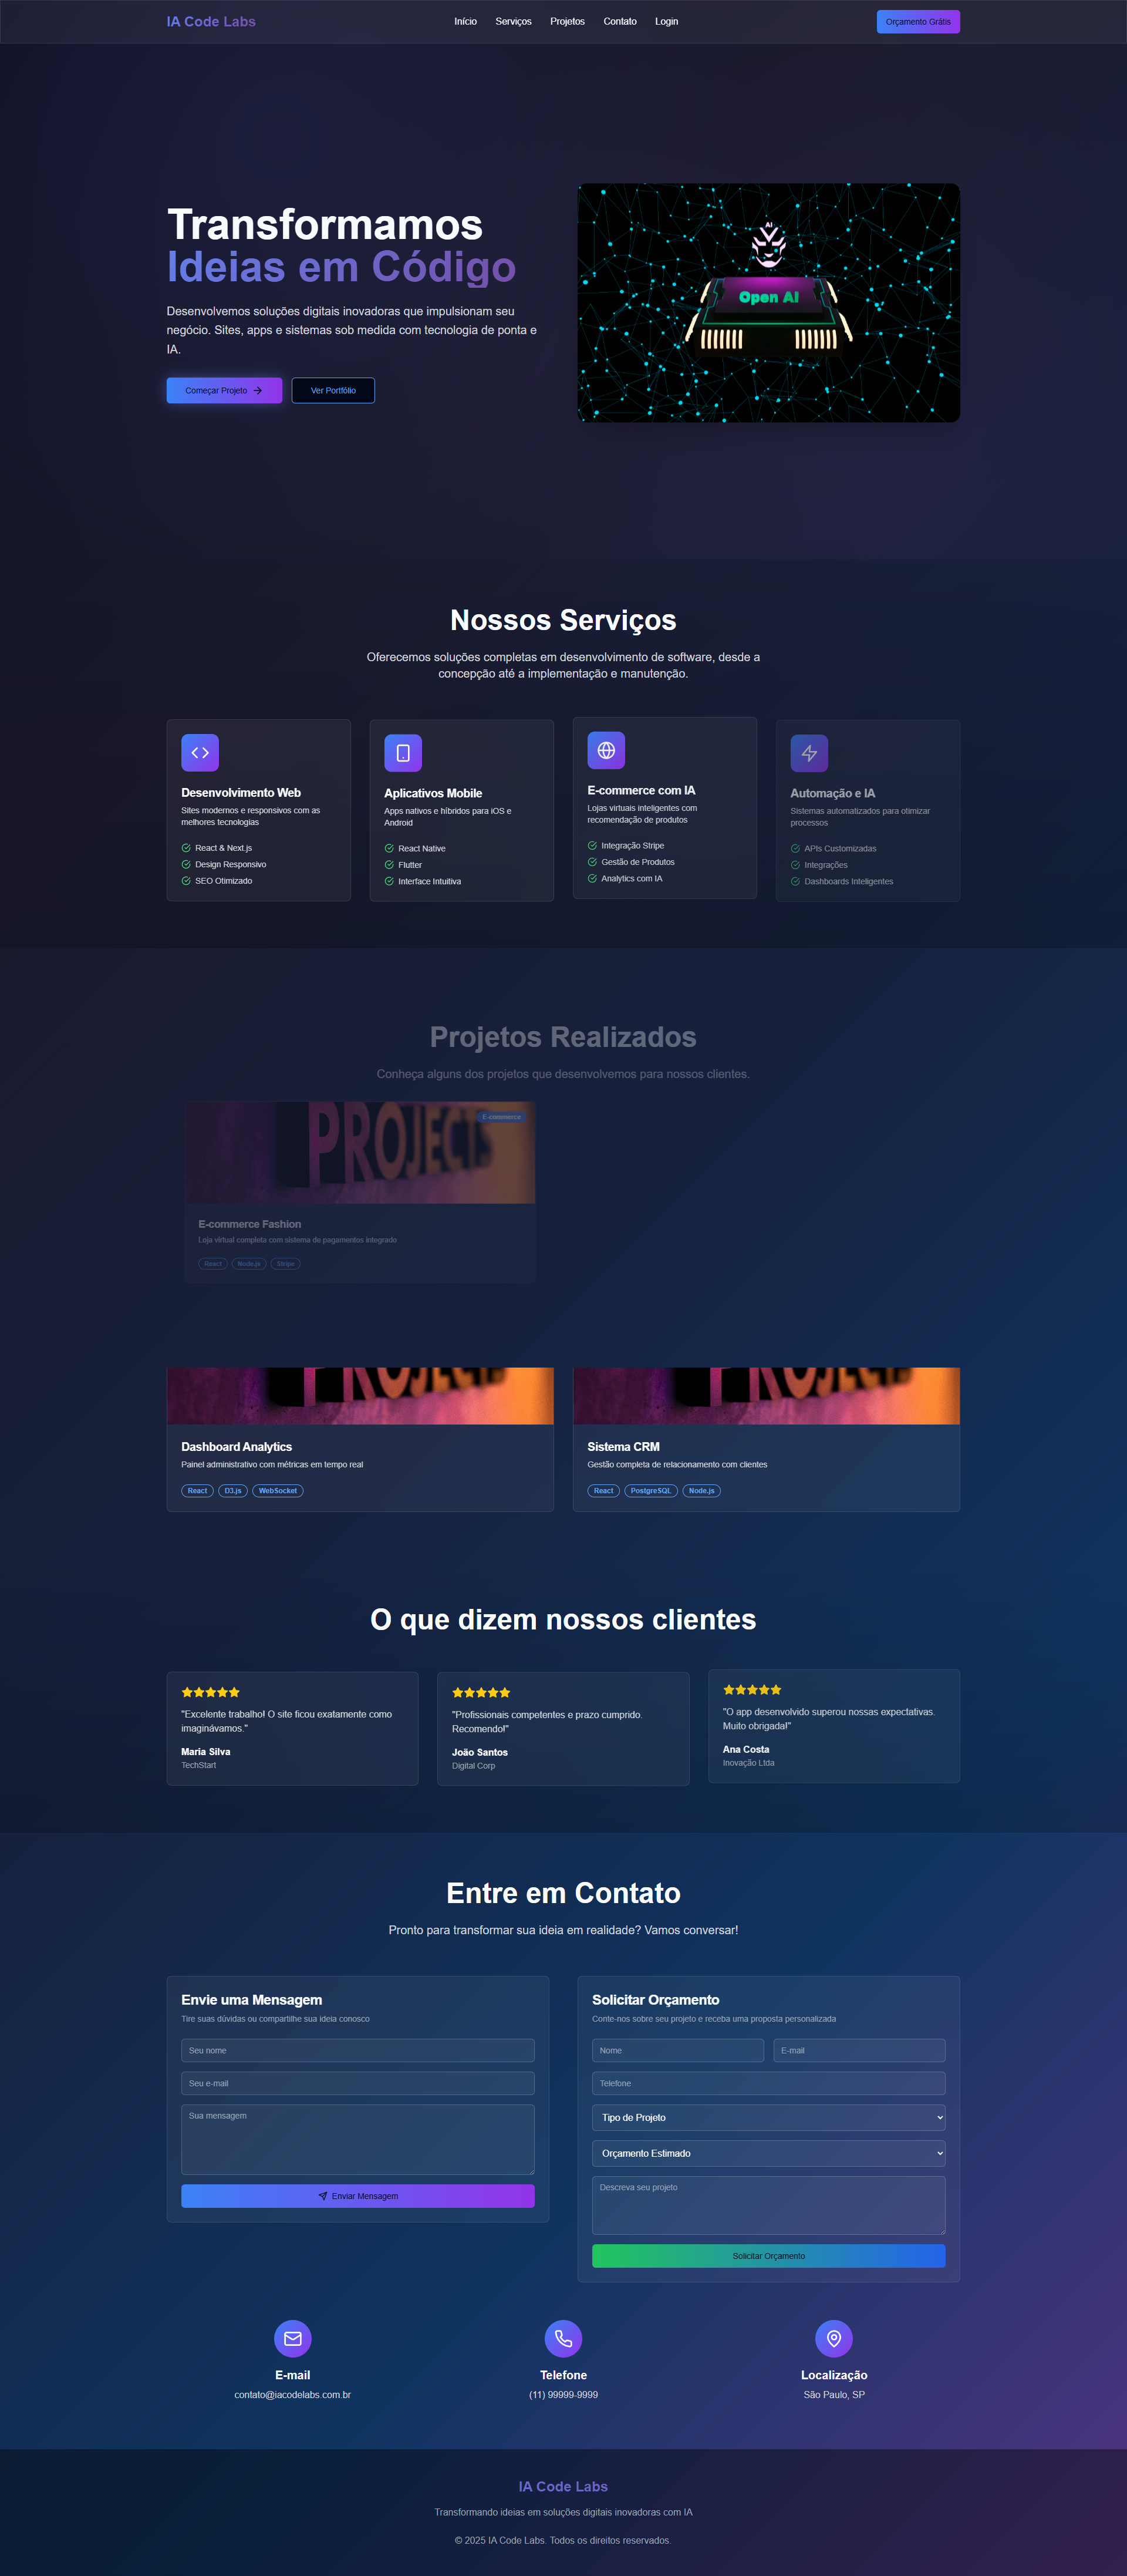 IA Code Labs
Início
Serviços
Projetos
Contato
Login
Orçamento Grátis
Transformamos
Ideias em Código
Desenvolvemos soluções digitais inovadoras que impulsionam seu
negócio. Sites, apps e sistemas sob medida com tecnologia de ponta e
IA.
Começar Projeto
Ver Portfólio
AI
Open AI
Nossos Serviços
Oferecemos soluções completas em desenvolvimento de software, desde a
concepção até a implementação e manutenção.
Desenvolvimento Web
Sites modernos e responsivos com as
melhores tecnologias
React & Next.js
Design Responsivo
SEO Otimizado
Aplicativos Mobile
Apps nativos e híbridos para iOS e
Android
React Native
Flutter
Interface Intuitiva
E-commerce com IA
Lojas virtuais inteligentes com
recomendação de produtos
Integração Stripe
Gestão de Produtos
Analytics com IA
Automação e IA
Sistemas automatizados para otimizar
processos
APIs Customizadas
Integrações
Dashboards Inteligentes
Projetos Realizados
Conheça alguns dos projetos que desenvolvemos para nossos clientes.
PROJECTS
E-commerce
E-commerce Fashion
Loja virtual completa com sistema de pagamentos integrado
React
Node.js
Stripe
PROJECTS
Dashboard Analytics
Painel administrativo com métricas em tempo real
React
D3.js
WebSocket
PROJECTS
Sistema CRM
Gestão completa de relacionamento com clientes
React
PostgreSQL
Node.js
O que dizem nossos clientes
"Excelente trabalho! O site ficou exatamente como
imaginávamos."
Maria Silva
TechStart
"Profissionais competentes e prazo cumprido.
Recomendo!"
João Santos
Digital Corp
"O app desenvolvido superou nossas expectativas.
Muito obrigada!"
Ana Costa
Inovação Ltda
Entre em Contato
Pronto para transformar sua ideia em realidade? Vamos conversar!
Envie uma Mensagem
Tire suas dúvidas ou compartilhe sua ideia conosco
Seu nome
Seu e-mail
Sua mensagem
Enviar Mensagem
Solicitar Orçamento
Conte-nos sobre seu projeto e receba uma proposta personalizada
Nome
E-mail
Telefone
Tipo de Projeto
Orçamento Estimado
Descreva seu projeto
Solicitar Orçamento
E-mail
contato@iacodelabs.com.br
Telefone
(11) 99999-9999
Localização
São Paulo, SP
IA Code Labs
Transformando ideias em soluções digitais inovadoras com IA
© 2025 IA Code Labs. Todos os direitos reservados.